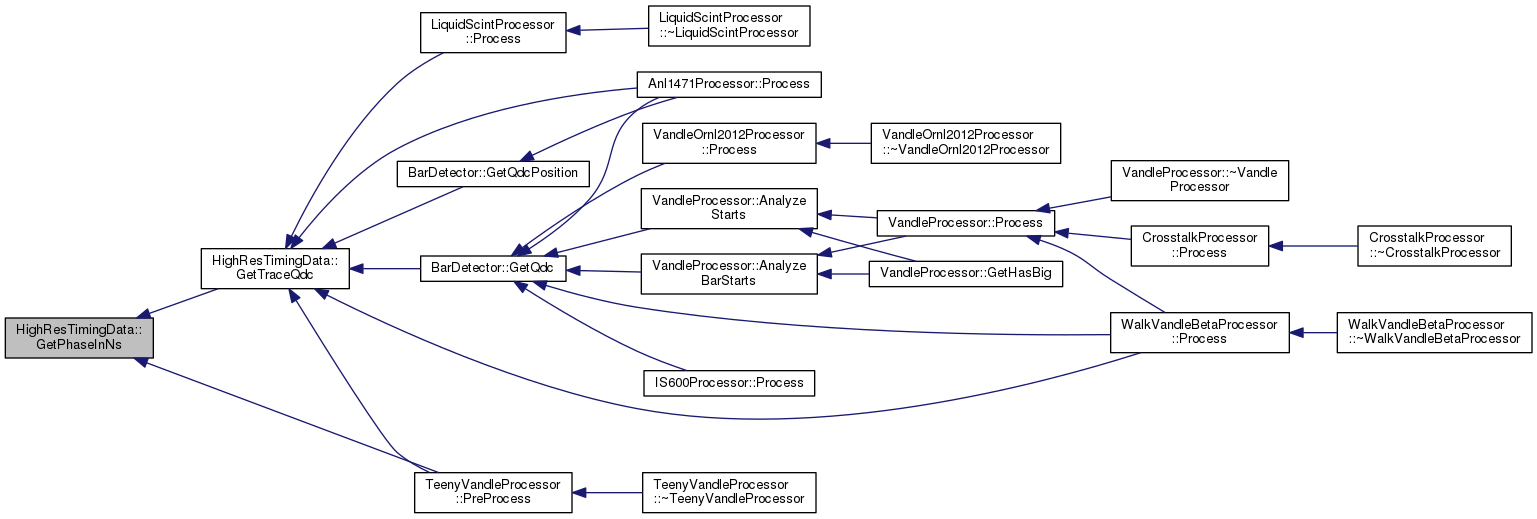 LiquidScintProcessor
::Process
LiquidScintProcessor
::~LiquidScintProcessor
Anl1471Processor::Process
VandleOrnl2012Processor
::Process
VandleOrnl2012Processor
::~VandleOrnl2012Processor
BarDetector::GetQdcPosition
VandleProcessor::Analyze
Starts
VandleProcessor::~Vandle
Processor
VandleProcessor::Process
CrosstalkProcessor
::Process
CrosstalkProcessor
::~CrosstalkProcessor
HighResTimingData::
GetTraceQdc
BarDetector::GetQdc
VandleProcessor::Analyze
BarStarts
VandleProcessor::GetHasBig
HighResTimingData::
GetPhaseInNs
WalkVandleBetaProcessor
::Process
WalkVandleBetaProcessor
::~WalkVandleBetaProcessor
IS600Processor::Process
TeenyVandleProcessor
::PreProcess
TeenyVandleProcessor
::~TeenyVandleProcessor